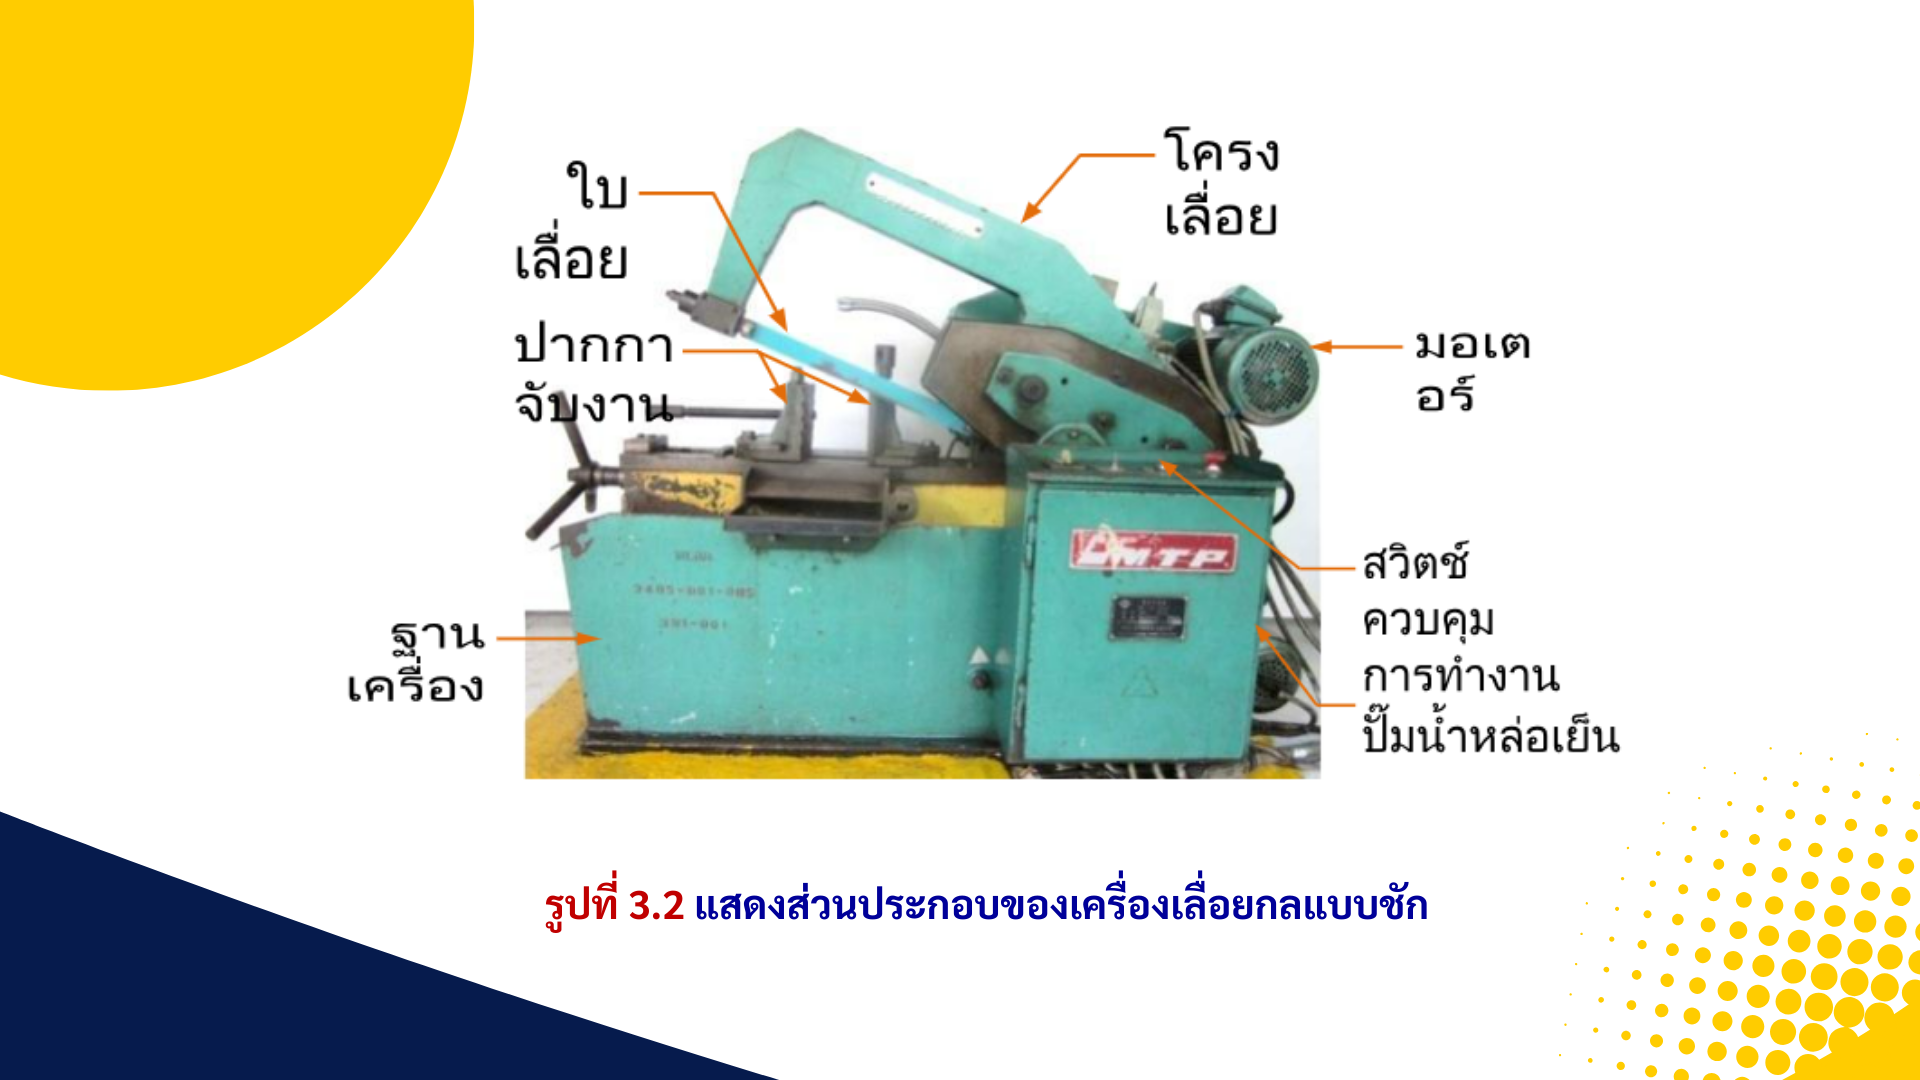 ใบ
เลื่อย
โครง
เลื่อย
ปากกา
จับงาน
มอเต
อร์
สวิตช์
ควบคุม
การทำงาน
ปั๊มน้ำหล่อเย็น
ฐาน
เครื่อง
MTP
รูปที่ 3.2 แสดงส่วนประกอบของเครื่องเลื่อยกลแบบชัก